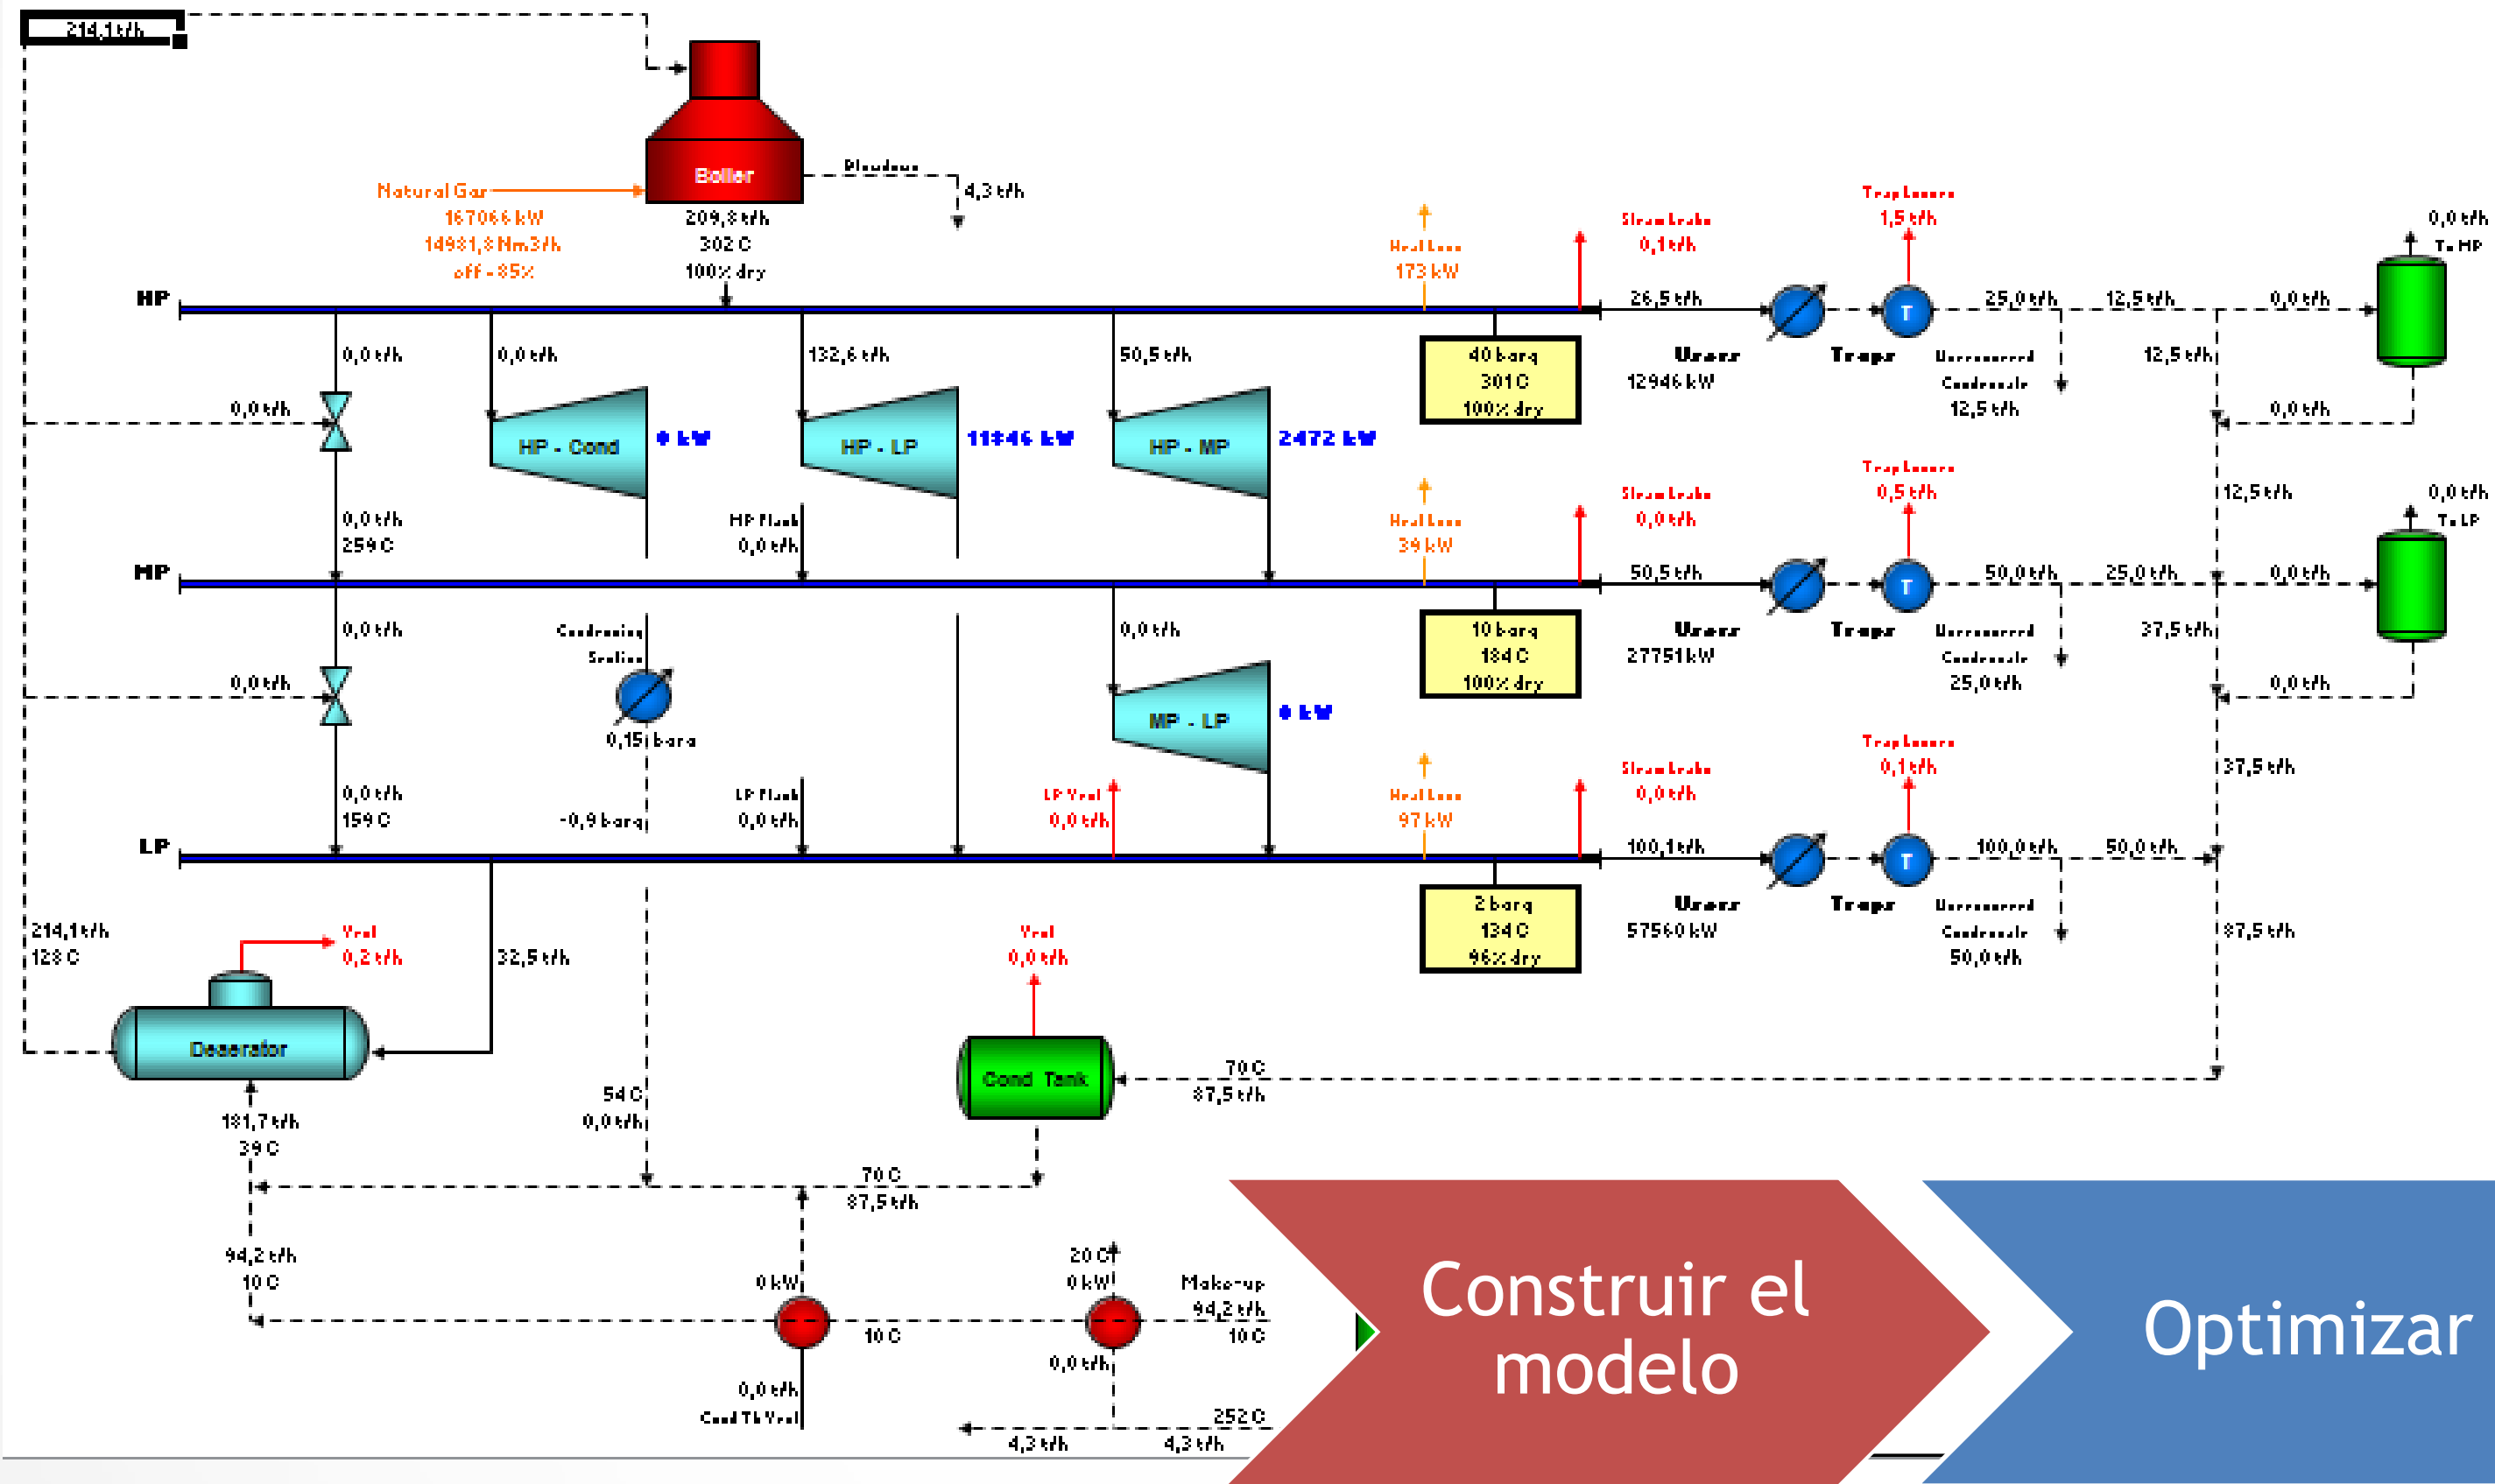 214,1 t/h
Boiler
Blowdown
4,3 t/h
Natural Gas
167066 kW
14981,8 Nm3/h
eff - 85%
209,8 t/h
302 C
100% dry
Heat Loss
173 kW
Steam Leaks
0,1 t/h
Trap Losses
1,5 t/h
0,0 t/h
To MP
HP
26,5 t/h
25,0 t/h
12,5 t/h
0,0 t/h
T
0,0 t/h
0,0 t/h
132,6 t/h
50,5 t/h
40 barg
301 C
100% dry
Users
12946 kW
Traps
Unrecovered
Condensate
12,5 t/h
12,5 t/h
0,0 t/h
0,0 t/h
HP - Cond
0 kW
HP - LP
HP - MP
2472 kW
0,0 t/h
259 C
MP Flash
0,0 t/h
Heat Loss
39 kW
Steam Leaks
0,0 t/h
Trap Losses
0,5 t/h
12,5 t/h
0,0 t/h
To LP
MP
50,5 t/h
50,0 t/h
25,0 t/h
0,0 t/h
T
0,0 t/h
Condensing
Section
0,0 t/h
10 barg
184 C
100% dry
Users
27751 kW
Traps
Unrecovered
Condensate
25,0 t/h
37,5 t/h
0,0 t/h
0,0 t/h
0,15 bara
MP - LP
0 kW
0,0 t/h
159 C
-0,9 barg
LP Flash
0,0 t/h
LP Vent
0,0 t/h
Heat Loss
97 kW
Steam Leaks
0,0 t/h
Trap Losses
0,1 t/h
37,5 t/h
LP
100,1 t/h
100,0 t/h
50,0 t/h
T
214,1 t/h
128 C
Vent
0,2 t/h
32,5 t/h
Vent
0,0 t/h
2 barg
134 C
96% dry
Users
57560 kW
Traps
Unrecovered
Condensate
50,0 t/h
87,5 t/h
Deaerator
Cond Tank
70 C
87,5 t/h
181,7 t/h
39 C
54 C
0,0 t/h
70 C
87,5 t/h
94,2 t/h
10 C
0 kW
10 C
20 C
0 kW
Make-up
94,2 t/h
10 C
0,0 t/h
0,0 t/h
Cond Tk Vent
252 C
4,3 t/h
4,3 t/h
Construir el
modelo
Optimizar